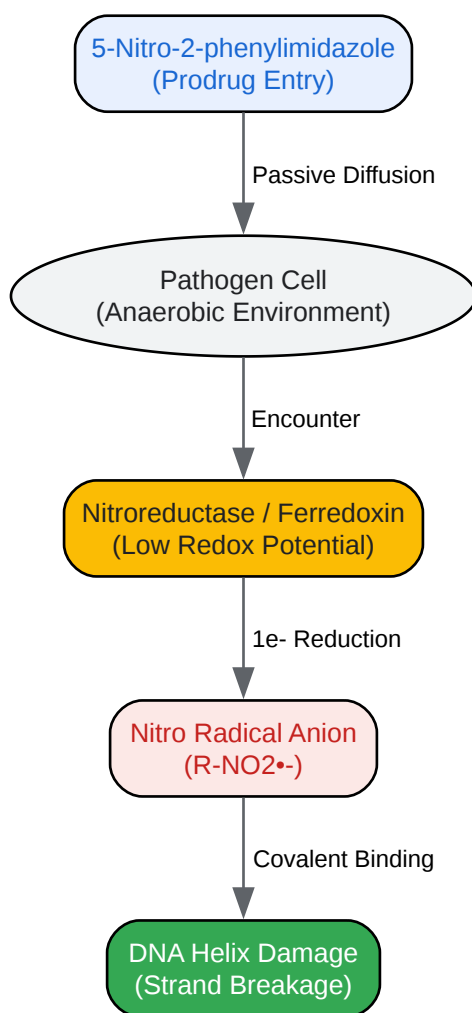 5-Nitro-2-phenylimidazole
(Prodrug Entry)
Passive Diffusion
Pathogen Cell
(Anaerobic Environment)
Encounter
Nitroreductase / Ferredoxin
(Low Redox Potential)
1e- Reduction
Nitro Radical Anion
(R-NO2•-)
Covalent Binding
DNA Helix Damage
(Strand Breakage)